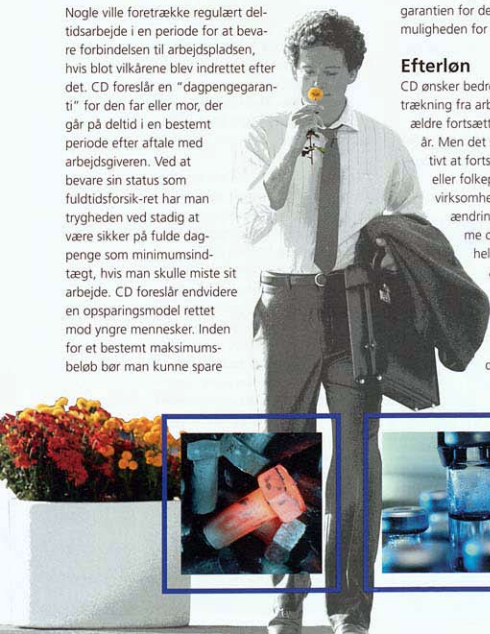 Nogle ville foretrække regulært del-
tidsarbejde i en periode for at beva-
re forbindelsen til arbejdspladsen,
hvis blot vilkårene blev indrettet efter
det. CD foreslår en “dagpengegaran-
ti” for den far eller mor, der
går på deltid i en bestemt
periode efter aftale med
arbejdsgiveren. Ved at
bevare sin status som
fuldtidsforsik-ret har man
trygheden ved stadig at
være sikker på fulde dag-
penge som minimumsind-
tægt, hvis man skulle miste sit
arbejde. CD foreslår endvidere
en opsparingsmodel rettet
mod yngre mennesker. Inden
for et bestemt maksimums-
beløb bør man kunne spare
garantien for de
muligheden for
Efterløn
CD ønsker bedre
trækning fra arb
ældre fortsætt
år. Men det
tivt at forts
eller folkep
virksomhe
ændrin
me o
hel